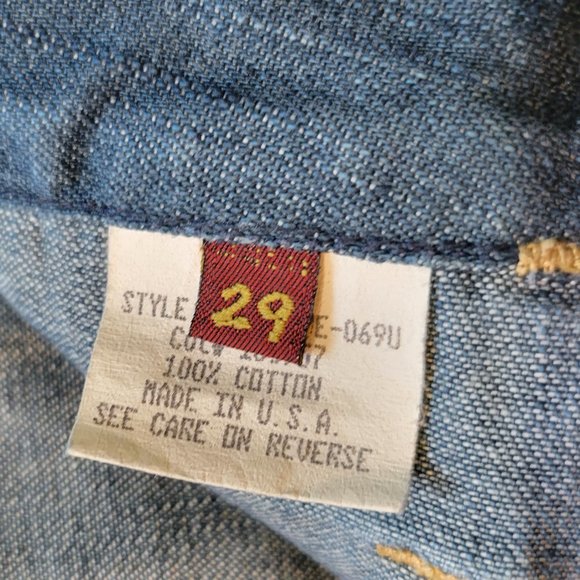 29
STYLE E-069U
100% COTTON
MADE IN U.S.A.
SEE CARE ON REVERSE